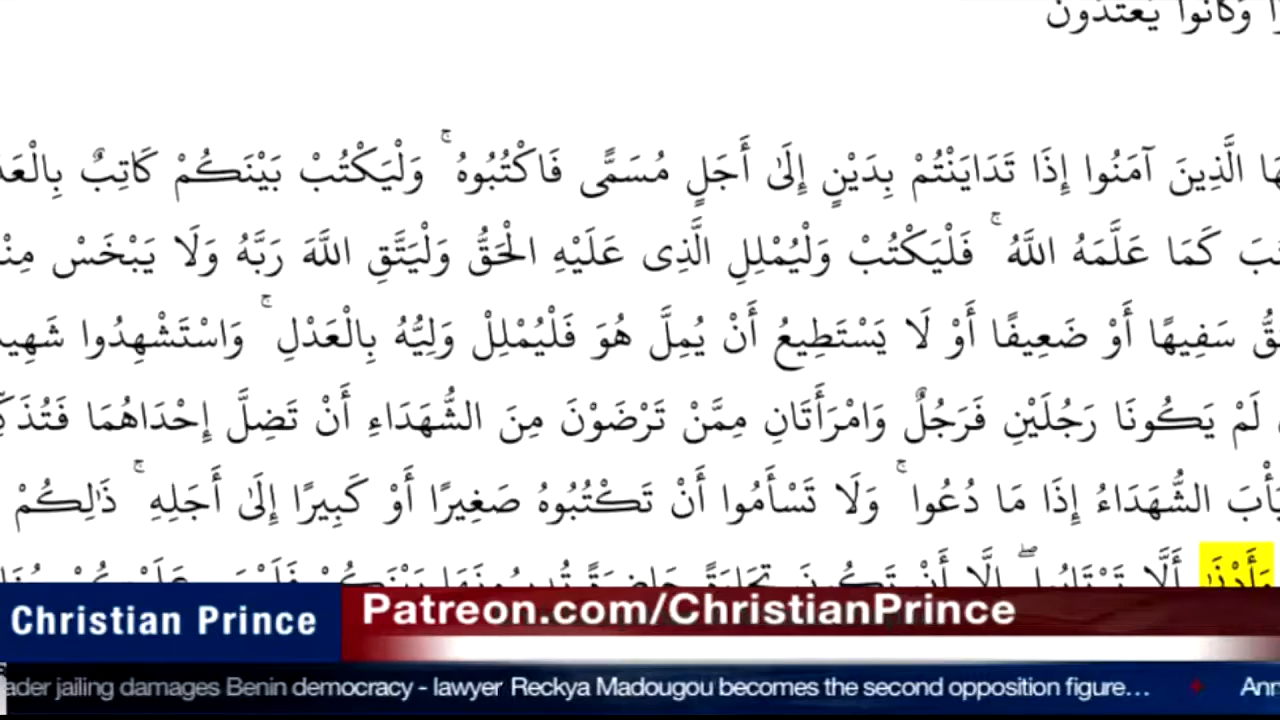 وَكَانُوا يَعْتَدُونَ
الَّذِينَ آمَنُوا إِذَا تَدَايَنْتُمْ بِدَيْنٍ إِلَىٰ أَجَلٍ مُسَمًّى فَاكْتُبُوهُ ۚ وَلْيَكْتُبْ بَيْنَكُمْ كَاتِبٌ
كَمَا عَلَّمَهُ اللَّهُ ۚ فَلْيَكْتُبْ وَلْيُمْلِلِ الَّذِى عَلَيْهِ الْحَقُّ وَلْيَتَّقِ اللَّهَ رَبَّهُ وَلَا يَبْخَسْ
سَفِيهًا أَوْ ضَعِيفًا أَوْ لَا يَسْتَطِيعُ أَنْ يُمِلَّ هُوَ فَلْيُمْلِلْ وَلِيُّهُ بِالْعَدْلِ ۚ وَاسْتَشْهِدُوا
لَمْ يَكُونَا رَجُلَيْنِ فَرَجُلٌ وَامْرَأَتَانِ مِمَّنْ تَرْضَوْنَ مِنَ الشُّهَدَاءِ أَنْ تَضِلَّ إِحْدَاهُمَا
الشُّهَدَاءُ إِذَا مَا دُعُوا ۚ وَلَا تَسْأَمُوا أَنْ تَكْتُبُوهُ صَغِيرًا أَوْ كَبِيرًا إِلَىٰ أَجَلِهِ ۚ ذَٰلِكُمْ
Christian Prince
Patreon.com/ChristianPrince
ader jailing damages Benin democracy - lawyer Reckya Madougou becomes the second opposition figure… Ann